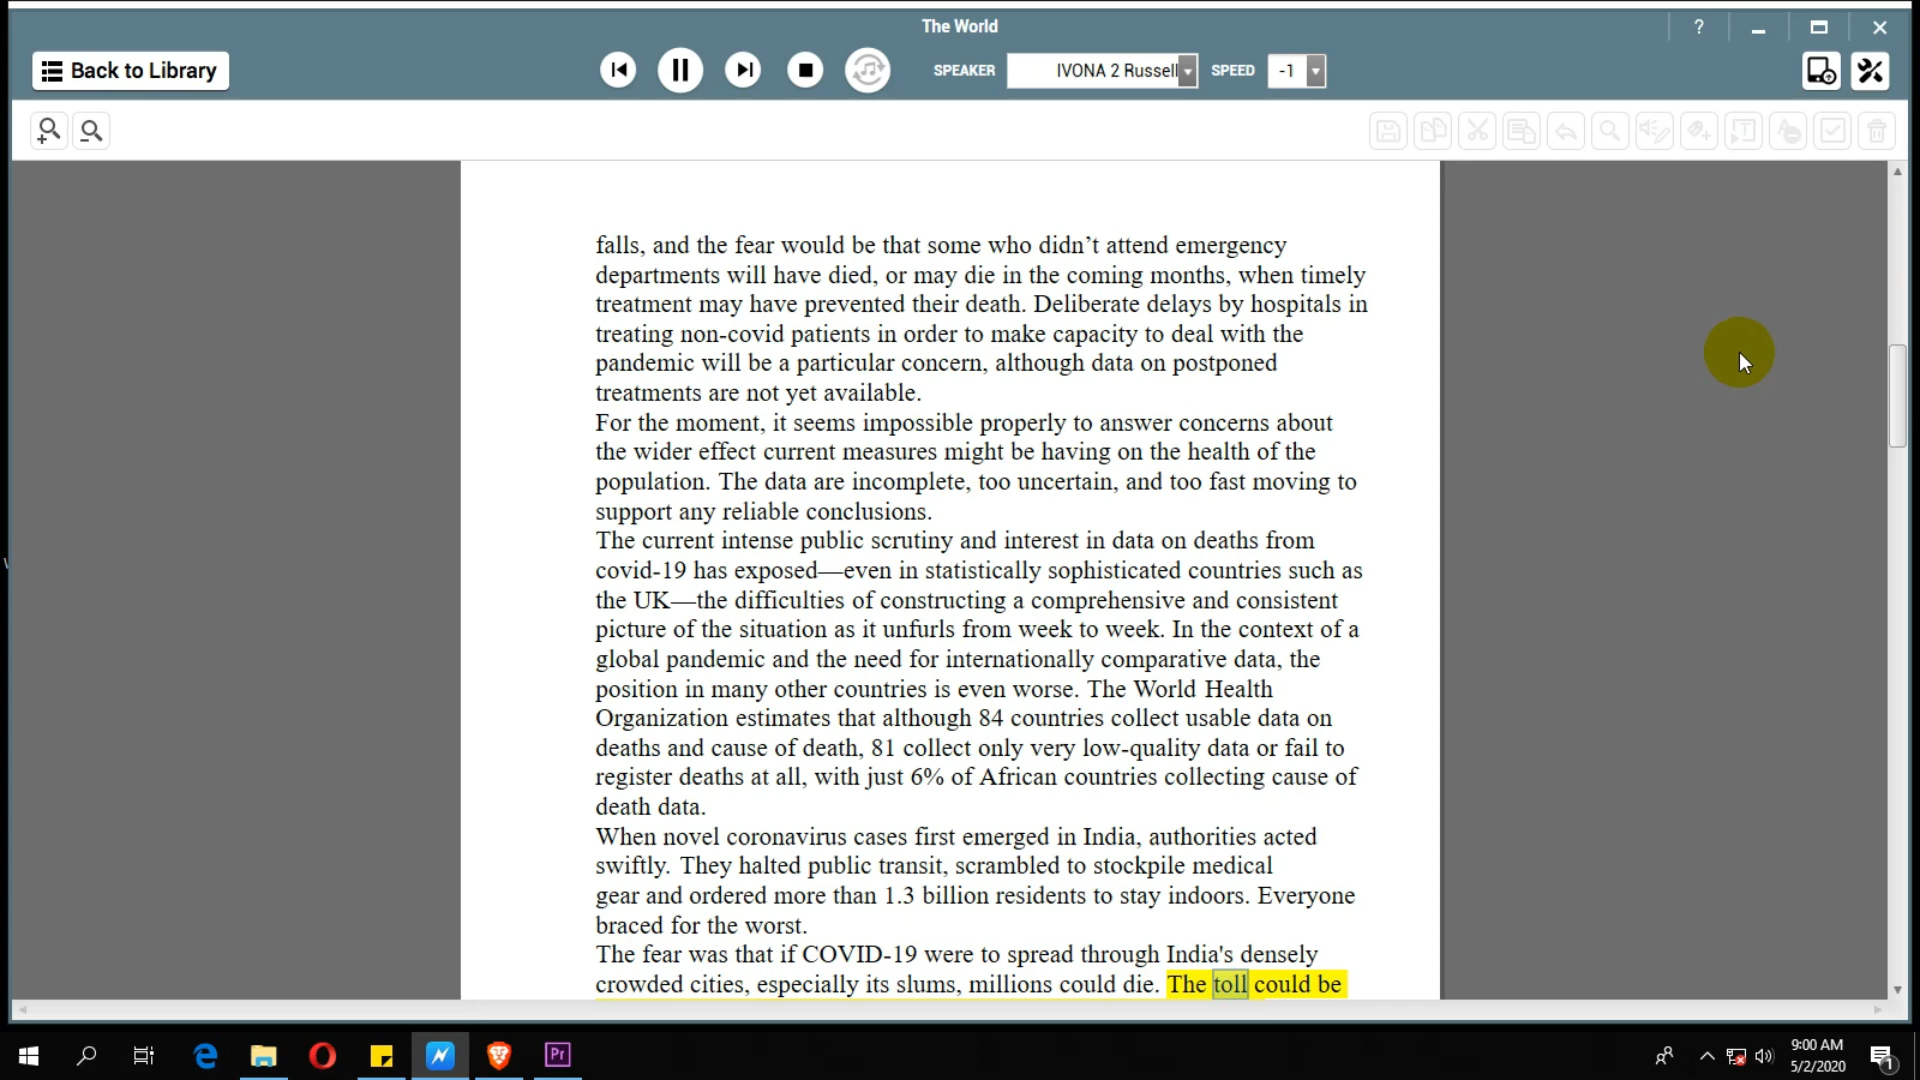 The World
?
Back to Library
SPEAKER
IVONA 2 Russell
SPEED
-1
falls, and the fear would be that some who didn’t attend emergency
departments will have died, or may die in the coming months, when timely
treatment may have prevented their death. Deliberate delays by hospitals in
treating non-covid patients in order to make capacity to deal with the
pandemic will be a particular concern, although data on postponed
treatments are not yet available.
For the moment, it seems impossible properly to answer concerns about
the wider effect current measures might be having on the health of the
population. The data are incomplete, too uncertain, and too fast moving to
support any reliable conclusions.
The current intense public scrutiny and interest in data on deaths from
covid-19 has exposed—even in statistically sophisticated countries such as
the UK—the difficulties of constructing a comprehensive and consistent
picture of the situation as it unfurls from week to week. In the context of a
global pandemic and the need for internationally comparative data, the
position in many other countries is even worse. The World Health
Organization estimates that although 84 countries collect usable data on
deaths and cause of death, 81 collect only very low-quality data or fail to
register deaths at all, with just 6% of African countries collecting cause of
death data.
When novel coronavirus cases first emerged in India, authorities acted
swiftly. They halted public transit, scrambled to stockpile medical
gear and ordered more than 1.3 billion residents to stay indoors. Everyone
braced for the worst.
The fear was that if COVID-19 were to spread through India's densely
crowded cities, especially its slums, millions could die. The toll could be
Pr
9:00 AM
5/2/2020
1